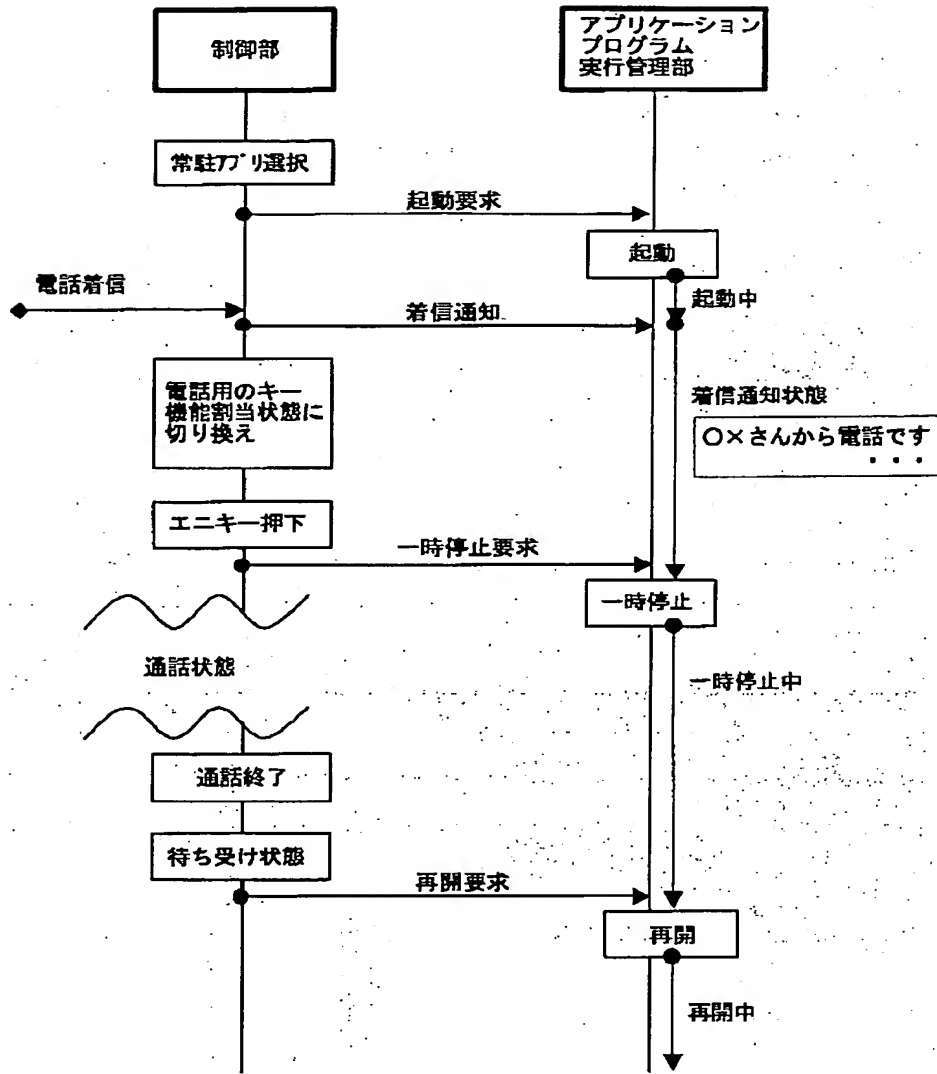 制御部
アプリケーション
プログラム
実行管理部
常駐ｱﾌﾟﾘ選択
起動要求
起動
電話着信
起動中
着信通知
電話用のキー
機能割当状態に
切り換え
着信通知状態
〇×さんから電話です
・・・
エニキー押下
一時停止要求
一時停止
通話状態
一時停止中
通話終了
待ち受け状態
再開要求
再開
再開中